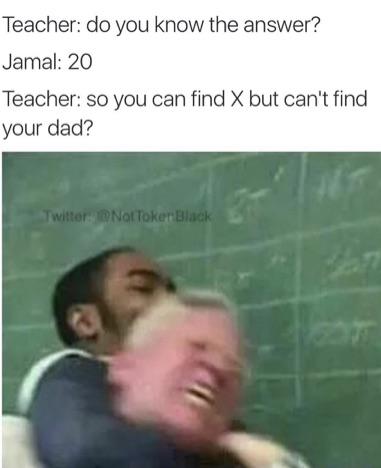 Teacher: do you know the answer?
Jamal: 20
Teacher: so you can find X but can't find
your dad?
Twitter: @NotTokenBlack